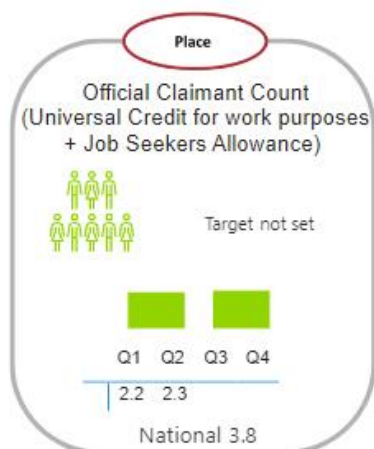 Place
Official Claimant Count
(Universal Credit for work purposes
+ Job Seekers Allowance)
Target not set
Q1 Q2 Q3 Q4
2.2 2.3
National 3.8